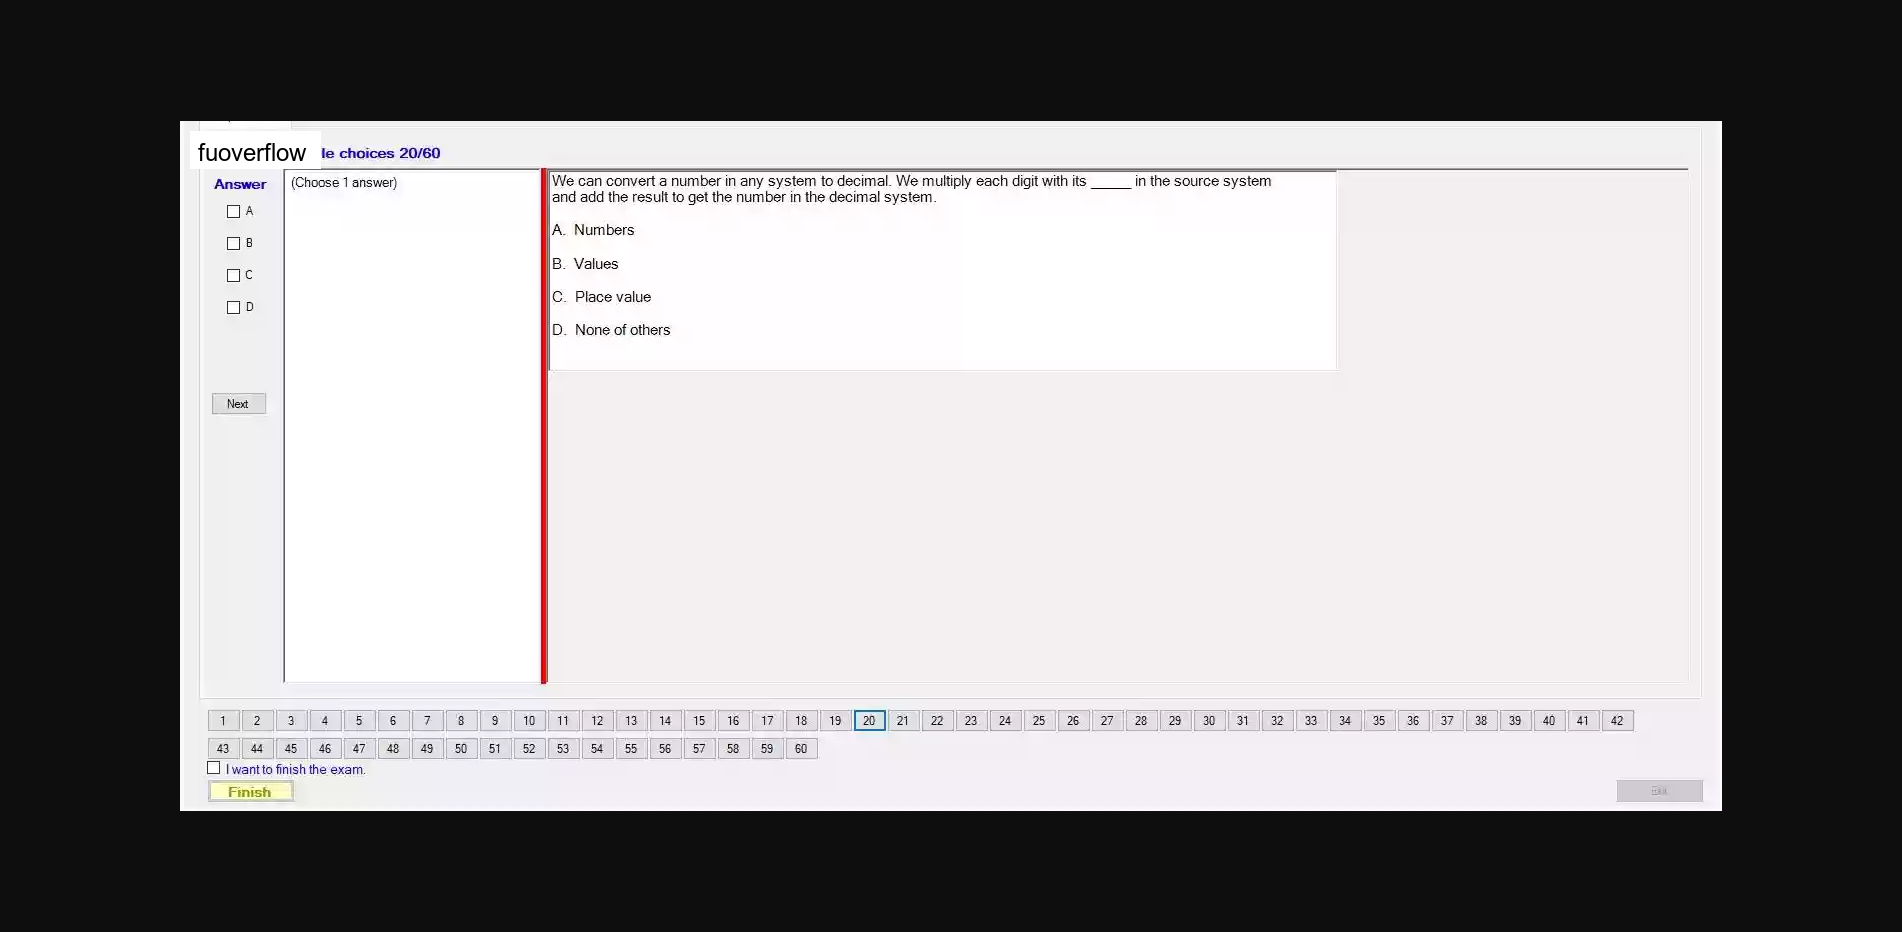 fuoverflow
le choices 20/60
Answer
(Choose 1 answer)
A
B
C
D
Next
We can convert a number in any system to decimal. We multiply each digit with its _____ in the source system
and add the result to get the number in the decimal system.
A. Numbers
B. Values
C. Place value
D. None of others
1 2 3 4 5 6 7 8 9 10 11 12 13 14 15 16 17 18 19 20 21 22 23 24 25 26 27 28 29 30 31 32 33 34 35 36 37 38 39 40 41 42
43 44 45 46 47 48 49 50 51 52 53 54 55 56 57 58 59 60
I want to finish the exam.
Finish
Exit